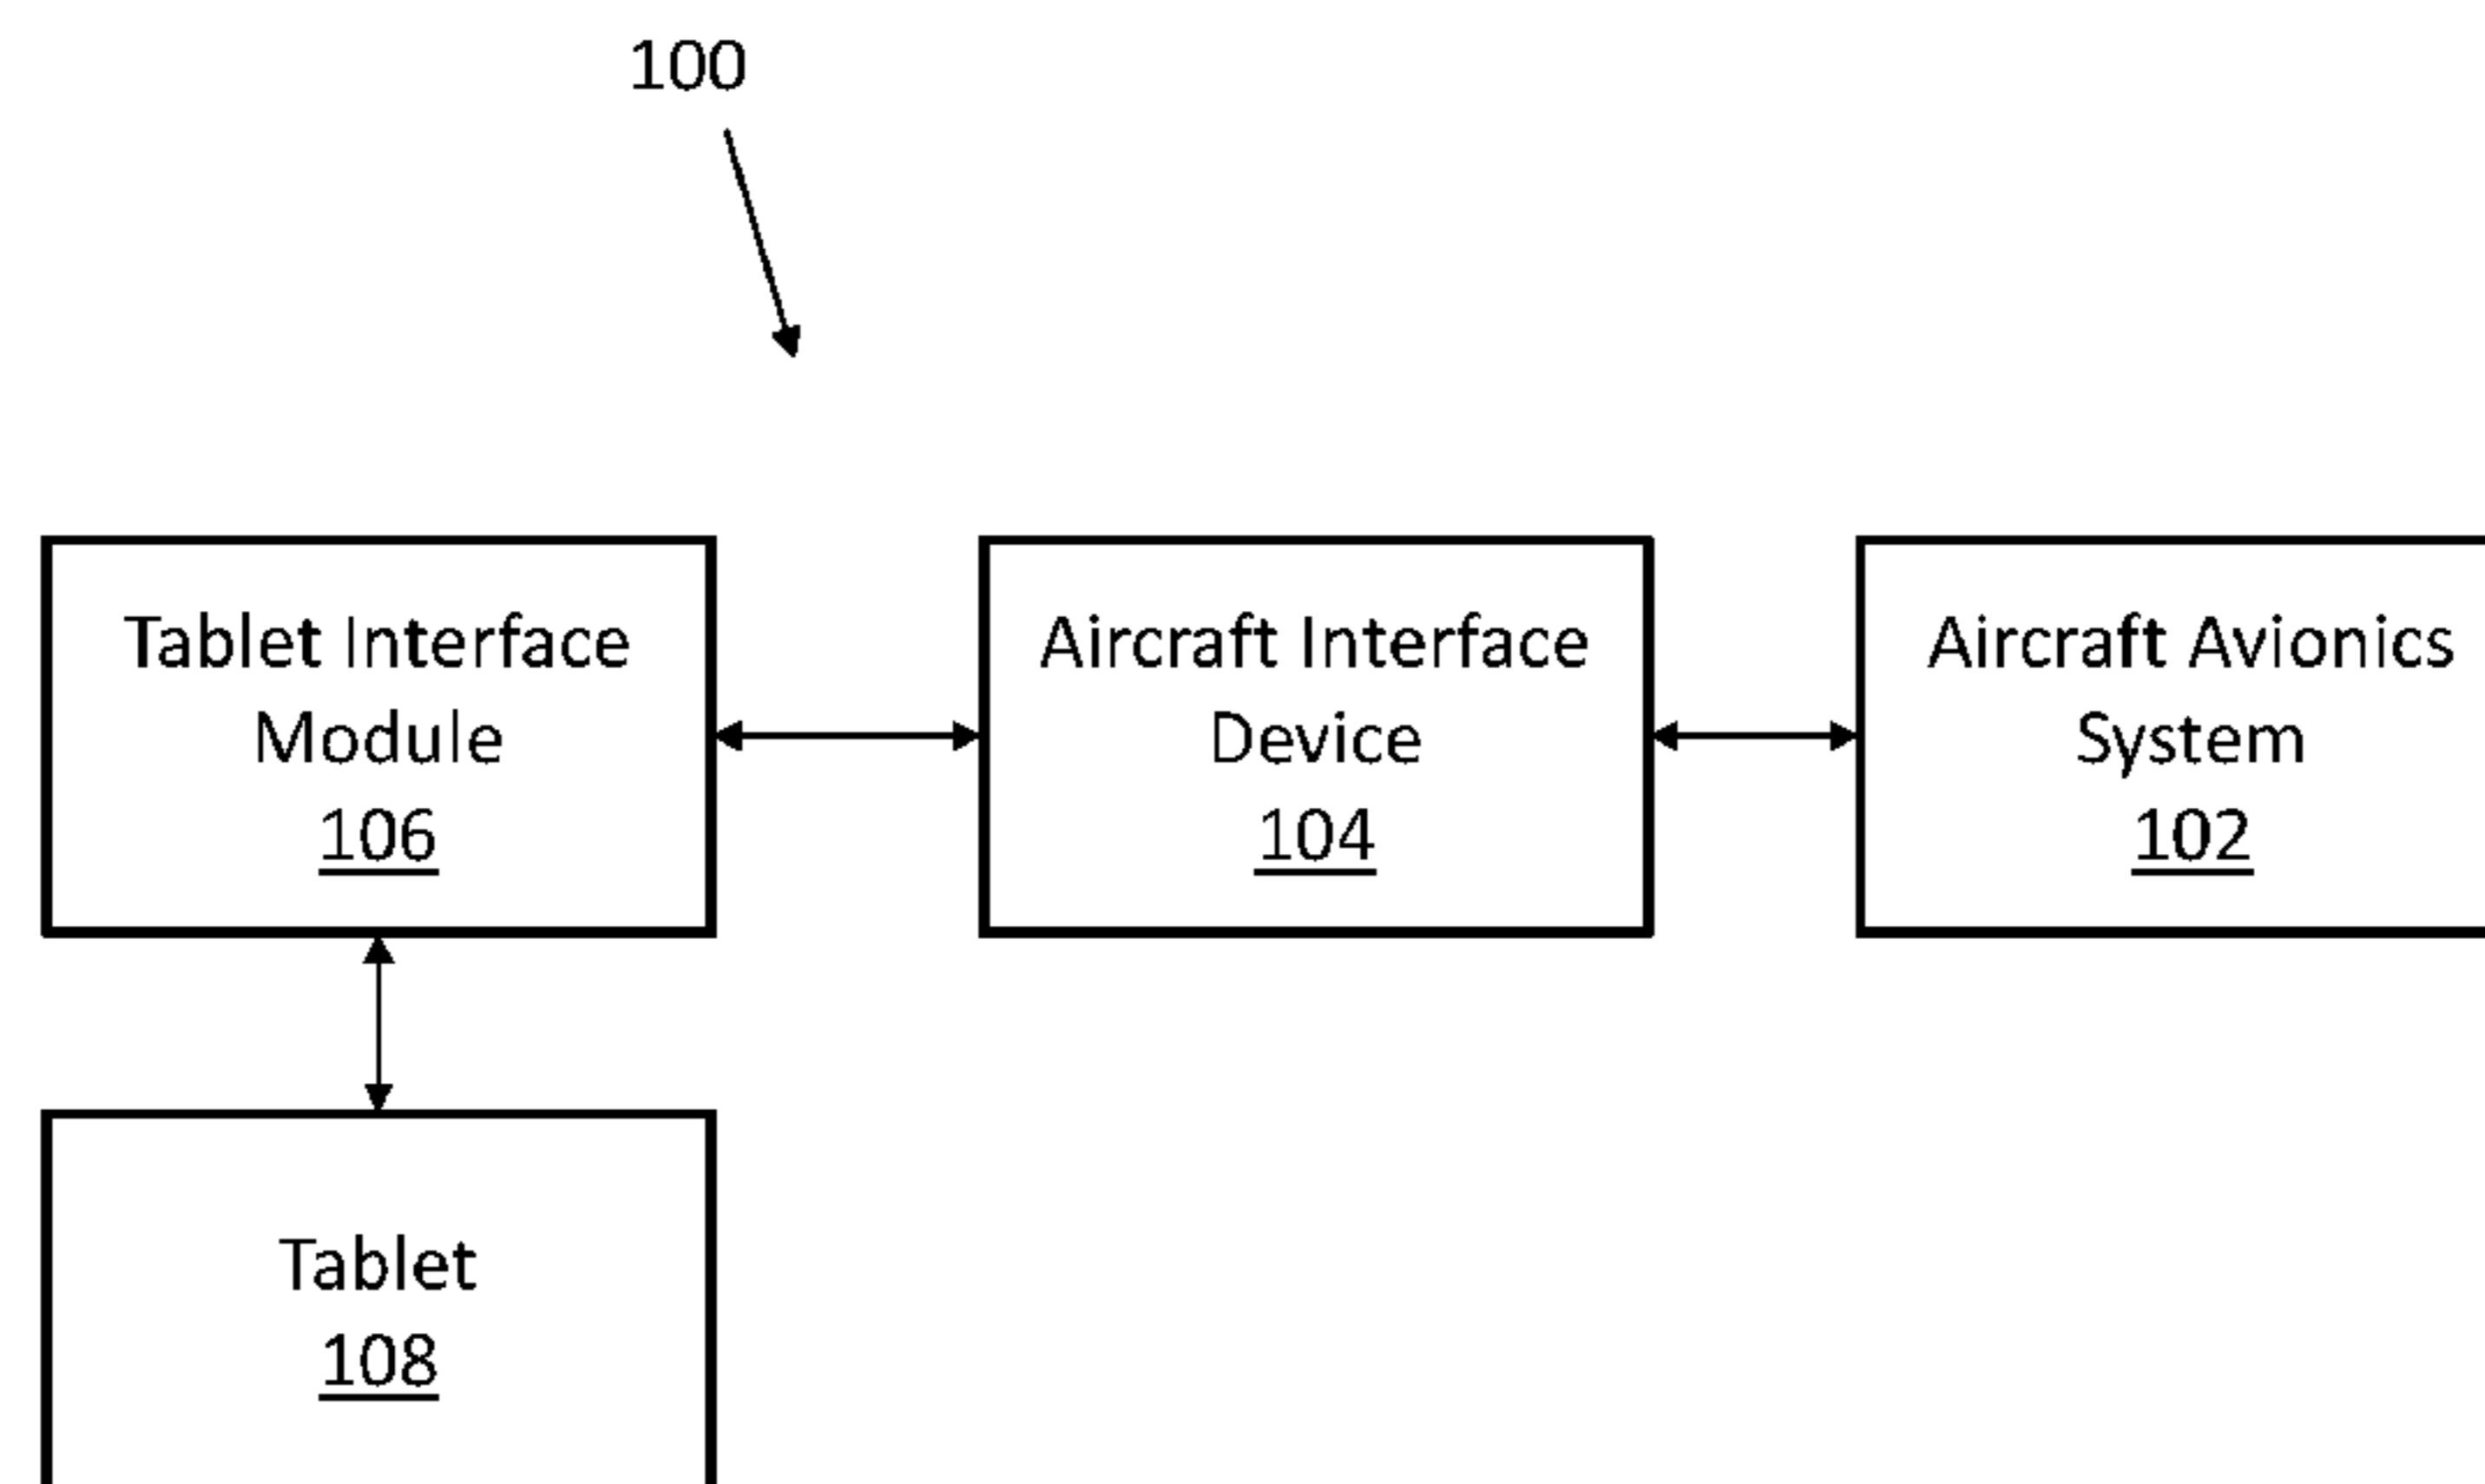 100
Tablet Interface
Module
106
Aircraft Interface
Device
104
Aircraft Avionics
System
102
Tablet
108